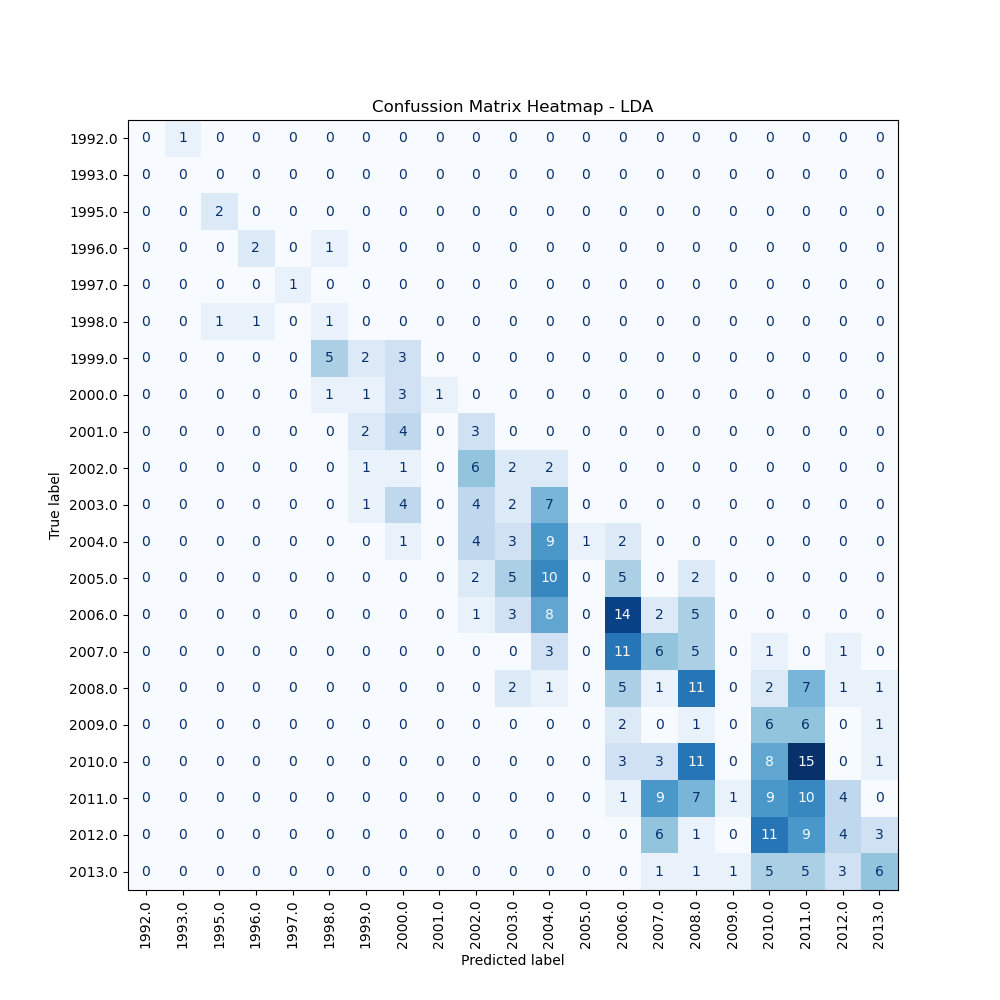 Confussion Matrix Heatmap - LDA
True label
1992.0 0 1 0 0 0 0 0 0 0 0 0 0 0 0 0 0 0 0 0 0 0
1993.0 0 0 0 0 0 0 0 0 0 0 0 0 0 0 0 0 0 0 0 0 0
1995.0 0 0 2 0 0 0 0 0 0 0 0 0 0 0 0 0 0 0 0 0 0
1996.0 0 0 0 2 0 1 0 0 0 0 0 0 0 0 0 0 0 0 0 0 0
1997.0 0 0 0 0 1 0 0 0 0 0 0 0 0 0 0 0 0 0 0 0 0
1998.0 0 0 1 1 0 1 0 0 0 0 0 0 0 0 0 0 0 0 0 0 0
1999.0 0 0 0 0 0 5 2 3 0 0 0 0 0 0 0 0 0 0 0 0 0
2000.0 0 0 0 0 0 1 1 3 1 0 0 0 0 0 0 0 0 0 0 0 0
2001.0 0 0 0 0 0 0 2 4 0 3 0 0 0 0 0 0 0 0 0 0 0
2002.0 0 0 0 0 0 0 1 1 0 6 2 2 0 0 0 0 0 0 0 0 0
2003.0 0 0 0 0 0 0 1 4 0 4 2 7 0 0 0 0 0 0 0 0 0
2004.0 0 0 0 0 0 0 0 1 0 4 3 9 1 2 0 0 0 0 0 0 0
2005.0 0 0 0 0 0 0 0 0 0 2 5 10 0 5 0 2 0 0 0 0 0
2006.0 0 0 0 0 0 0 0 0 0 1 3 8 0 14 2 5 0 0 0 0 0
2007.0 0 0 0 0 0 0 0 0 0 0 0 3 0 11 6 5 0 1 0 1 0
2008.0 0 0 0 0 0 0 0 0 0 0 2 1 0 5 1 11 0 2 7 1 1
2009.0 0 0 0 0 0 0 0 0 0 0 0 0 0 2 0 1 0 6 6 0 1
2010.0 0 0 0 0 0 0 0 0 0 0 0 0 0 3 3 11 0 8 15 0 1
2011.0 0 0 0 0 0 0 0 0 0 0 0 0 0 1 9 7 1 9 10 4 0
2012.0 0 0 0 0 0 0 0 0 0 0 0 0 0 0 6 1 0 11 9 4 3
2013.0 0 0 0 0 0 0 0 0 0 0 0 0 0 0 1 1 1 5 5 3 6
1992.0 1993.0 1995.0 1996.0 1997.0 1998.0 1999.0 2000.0 2001.0 2002.0 2003.0 2004.0 2005.0 2006.0 2007.0 2008.0 2009.0 2010.0 2011.0 2012.0 2013.0
Predicted label